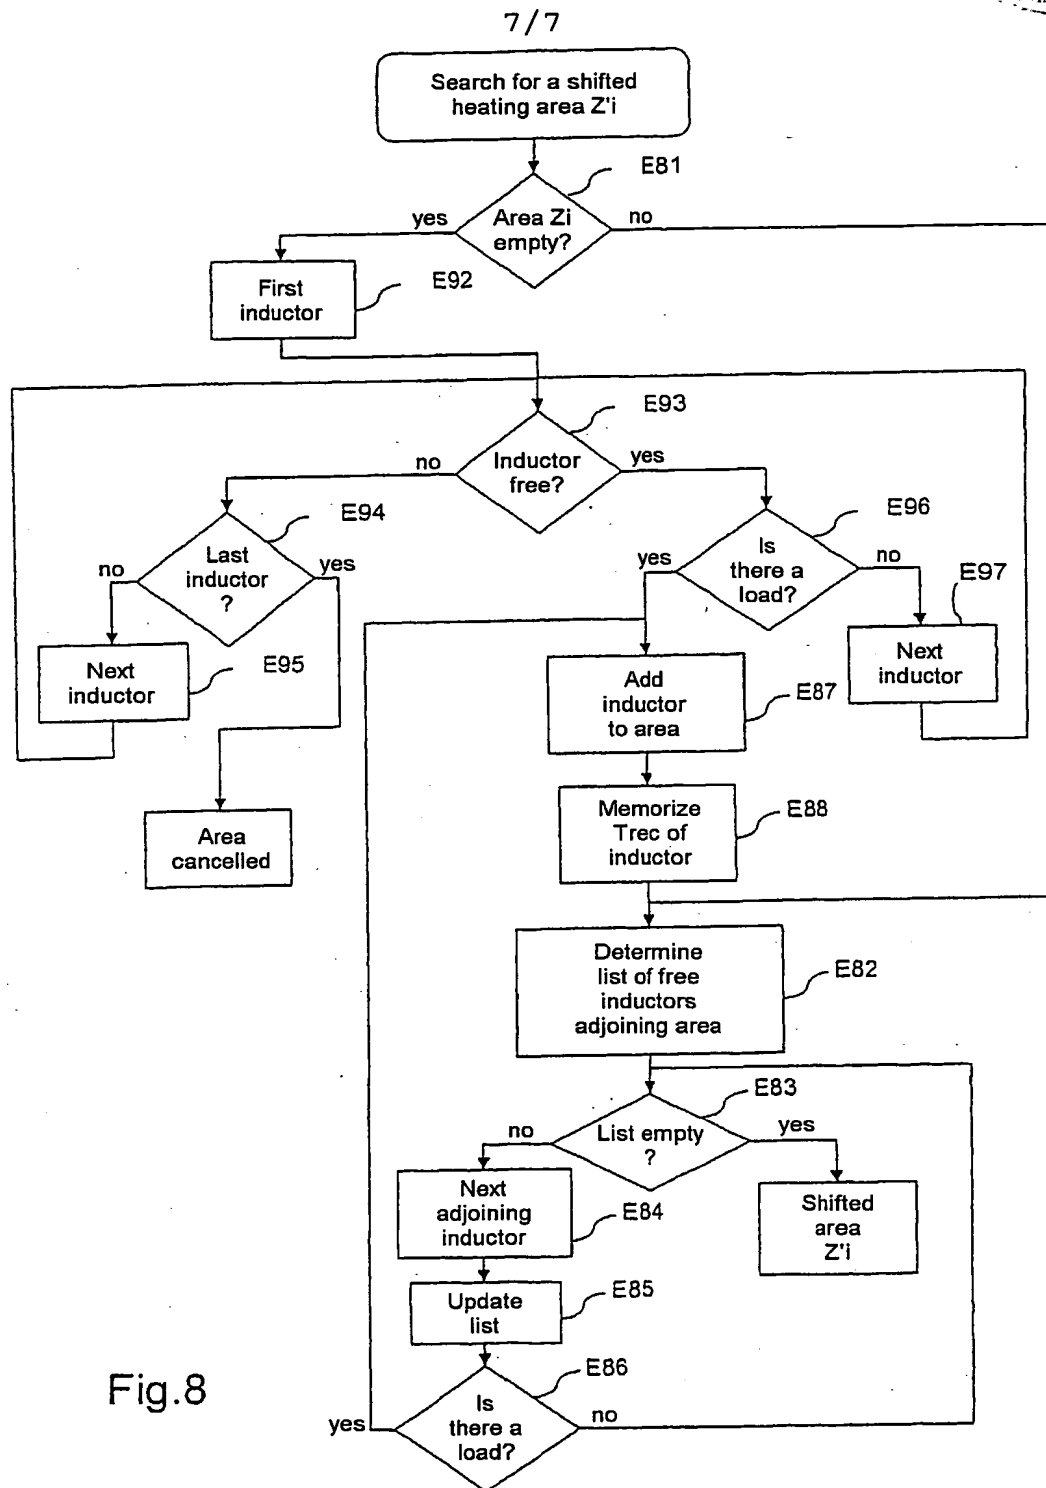 7/7
Search for a shifted
heating area Z'i
E81
yes
Area Zi
empty?
no
First
inductor
E92
E93
no
Inductor
free?
yes
E94
E96
no
Last
inductor
?
yes
yes
Is
there a
load?
no
E97
Next
inductor
E95
Add
inductor
to area
E87
Next
inductor
Area
cancelled
Memorize
Trec of
inductor
E88
Determine
list of free
inductors
adjoining area
E82
E83
no
List empty
?
yes
Next
adjoining
inductor
E84
Shifted
area
Z'i
Update
list
E85
E86
Fig.8
yes
Is
there a
load?
no